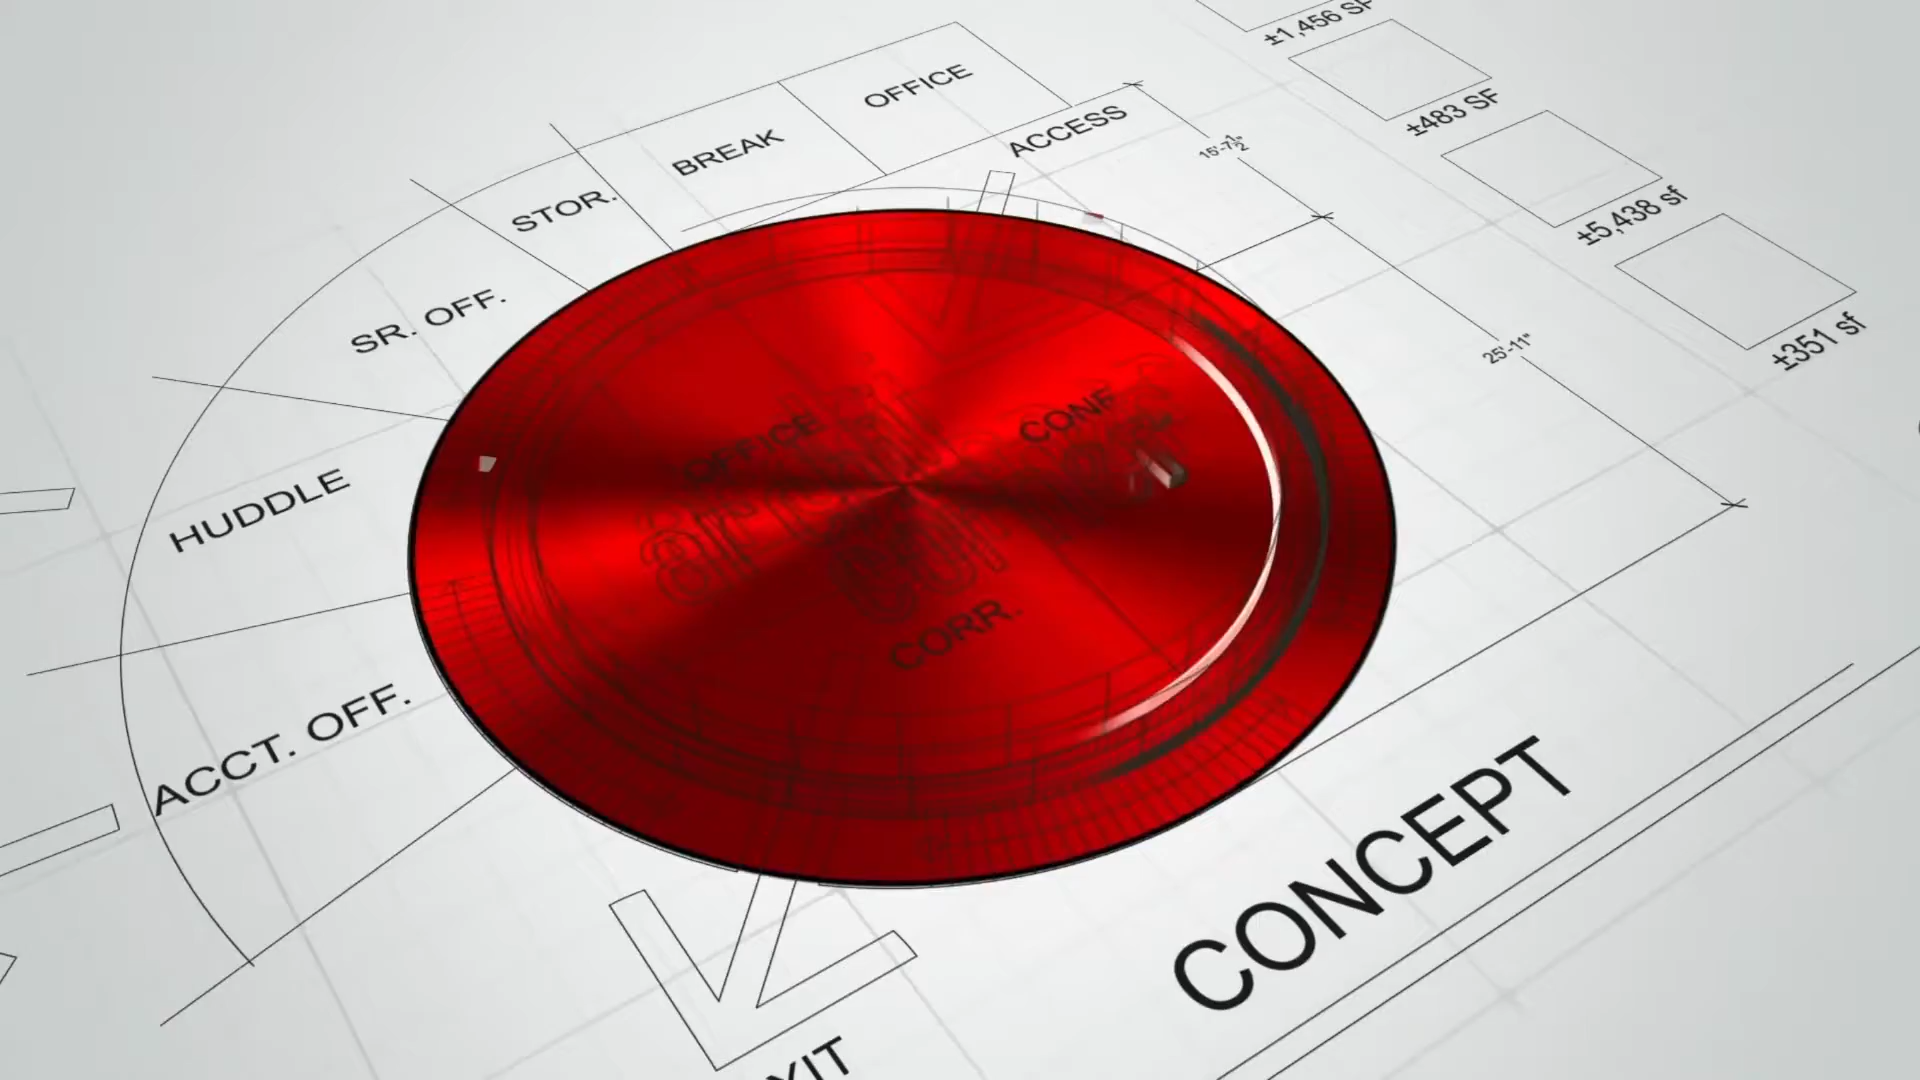 ±1,456 SF
OFFICE
±483 SF
BREAK
ACCESS
15'-7½"
STOR.
±5,438 sf
SR. OFF.
25'-11"
±351 sf
OFFICE
CONF
HUDDLE
CORR.
ACCT. OFF.
CONCEPT